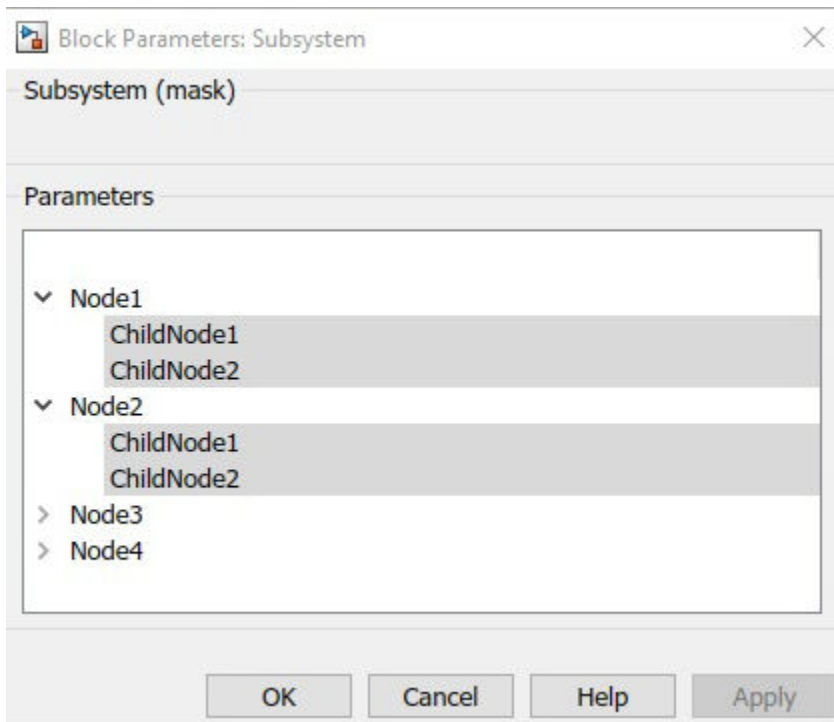 Block Parameters: Subsystem
Subsystem (mask)
Parameters
Node1
ChildNode1
ChildNode2
Node2
ChildNode1
ChildNode2
Node3
Node4
OK Cancel Help Apply